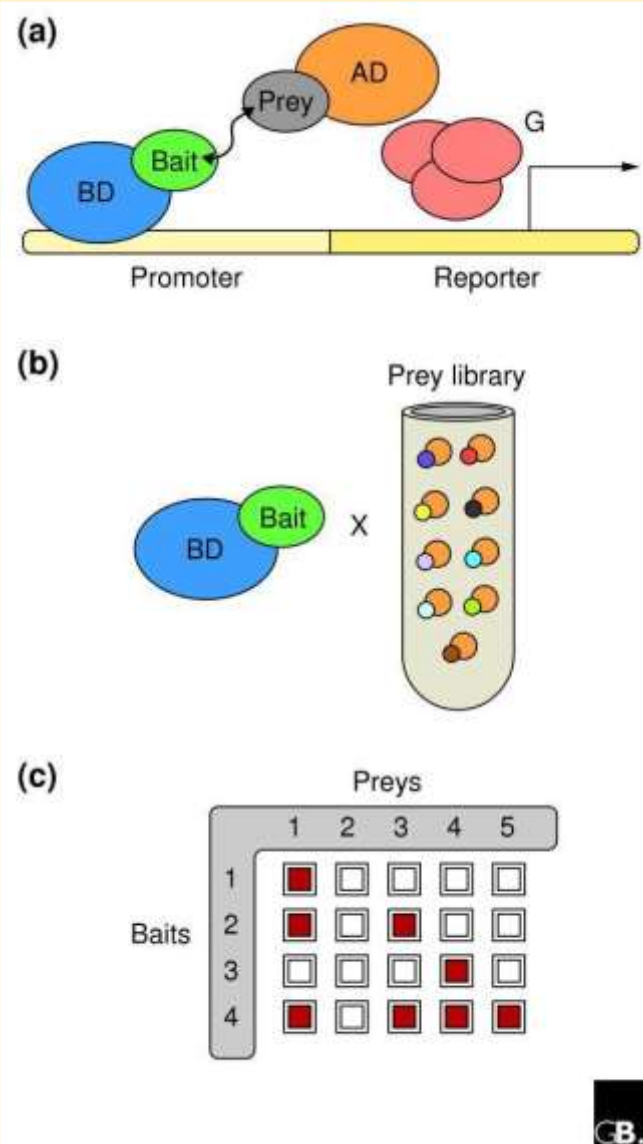 (a)
AD
Prey
G
Bait
BD
Promoter Reporter
(b)
Prey library
Bait
X
BD
(c)
Preys
1 2 3 4 5
1
2
Baits
3
4
GB